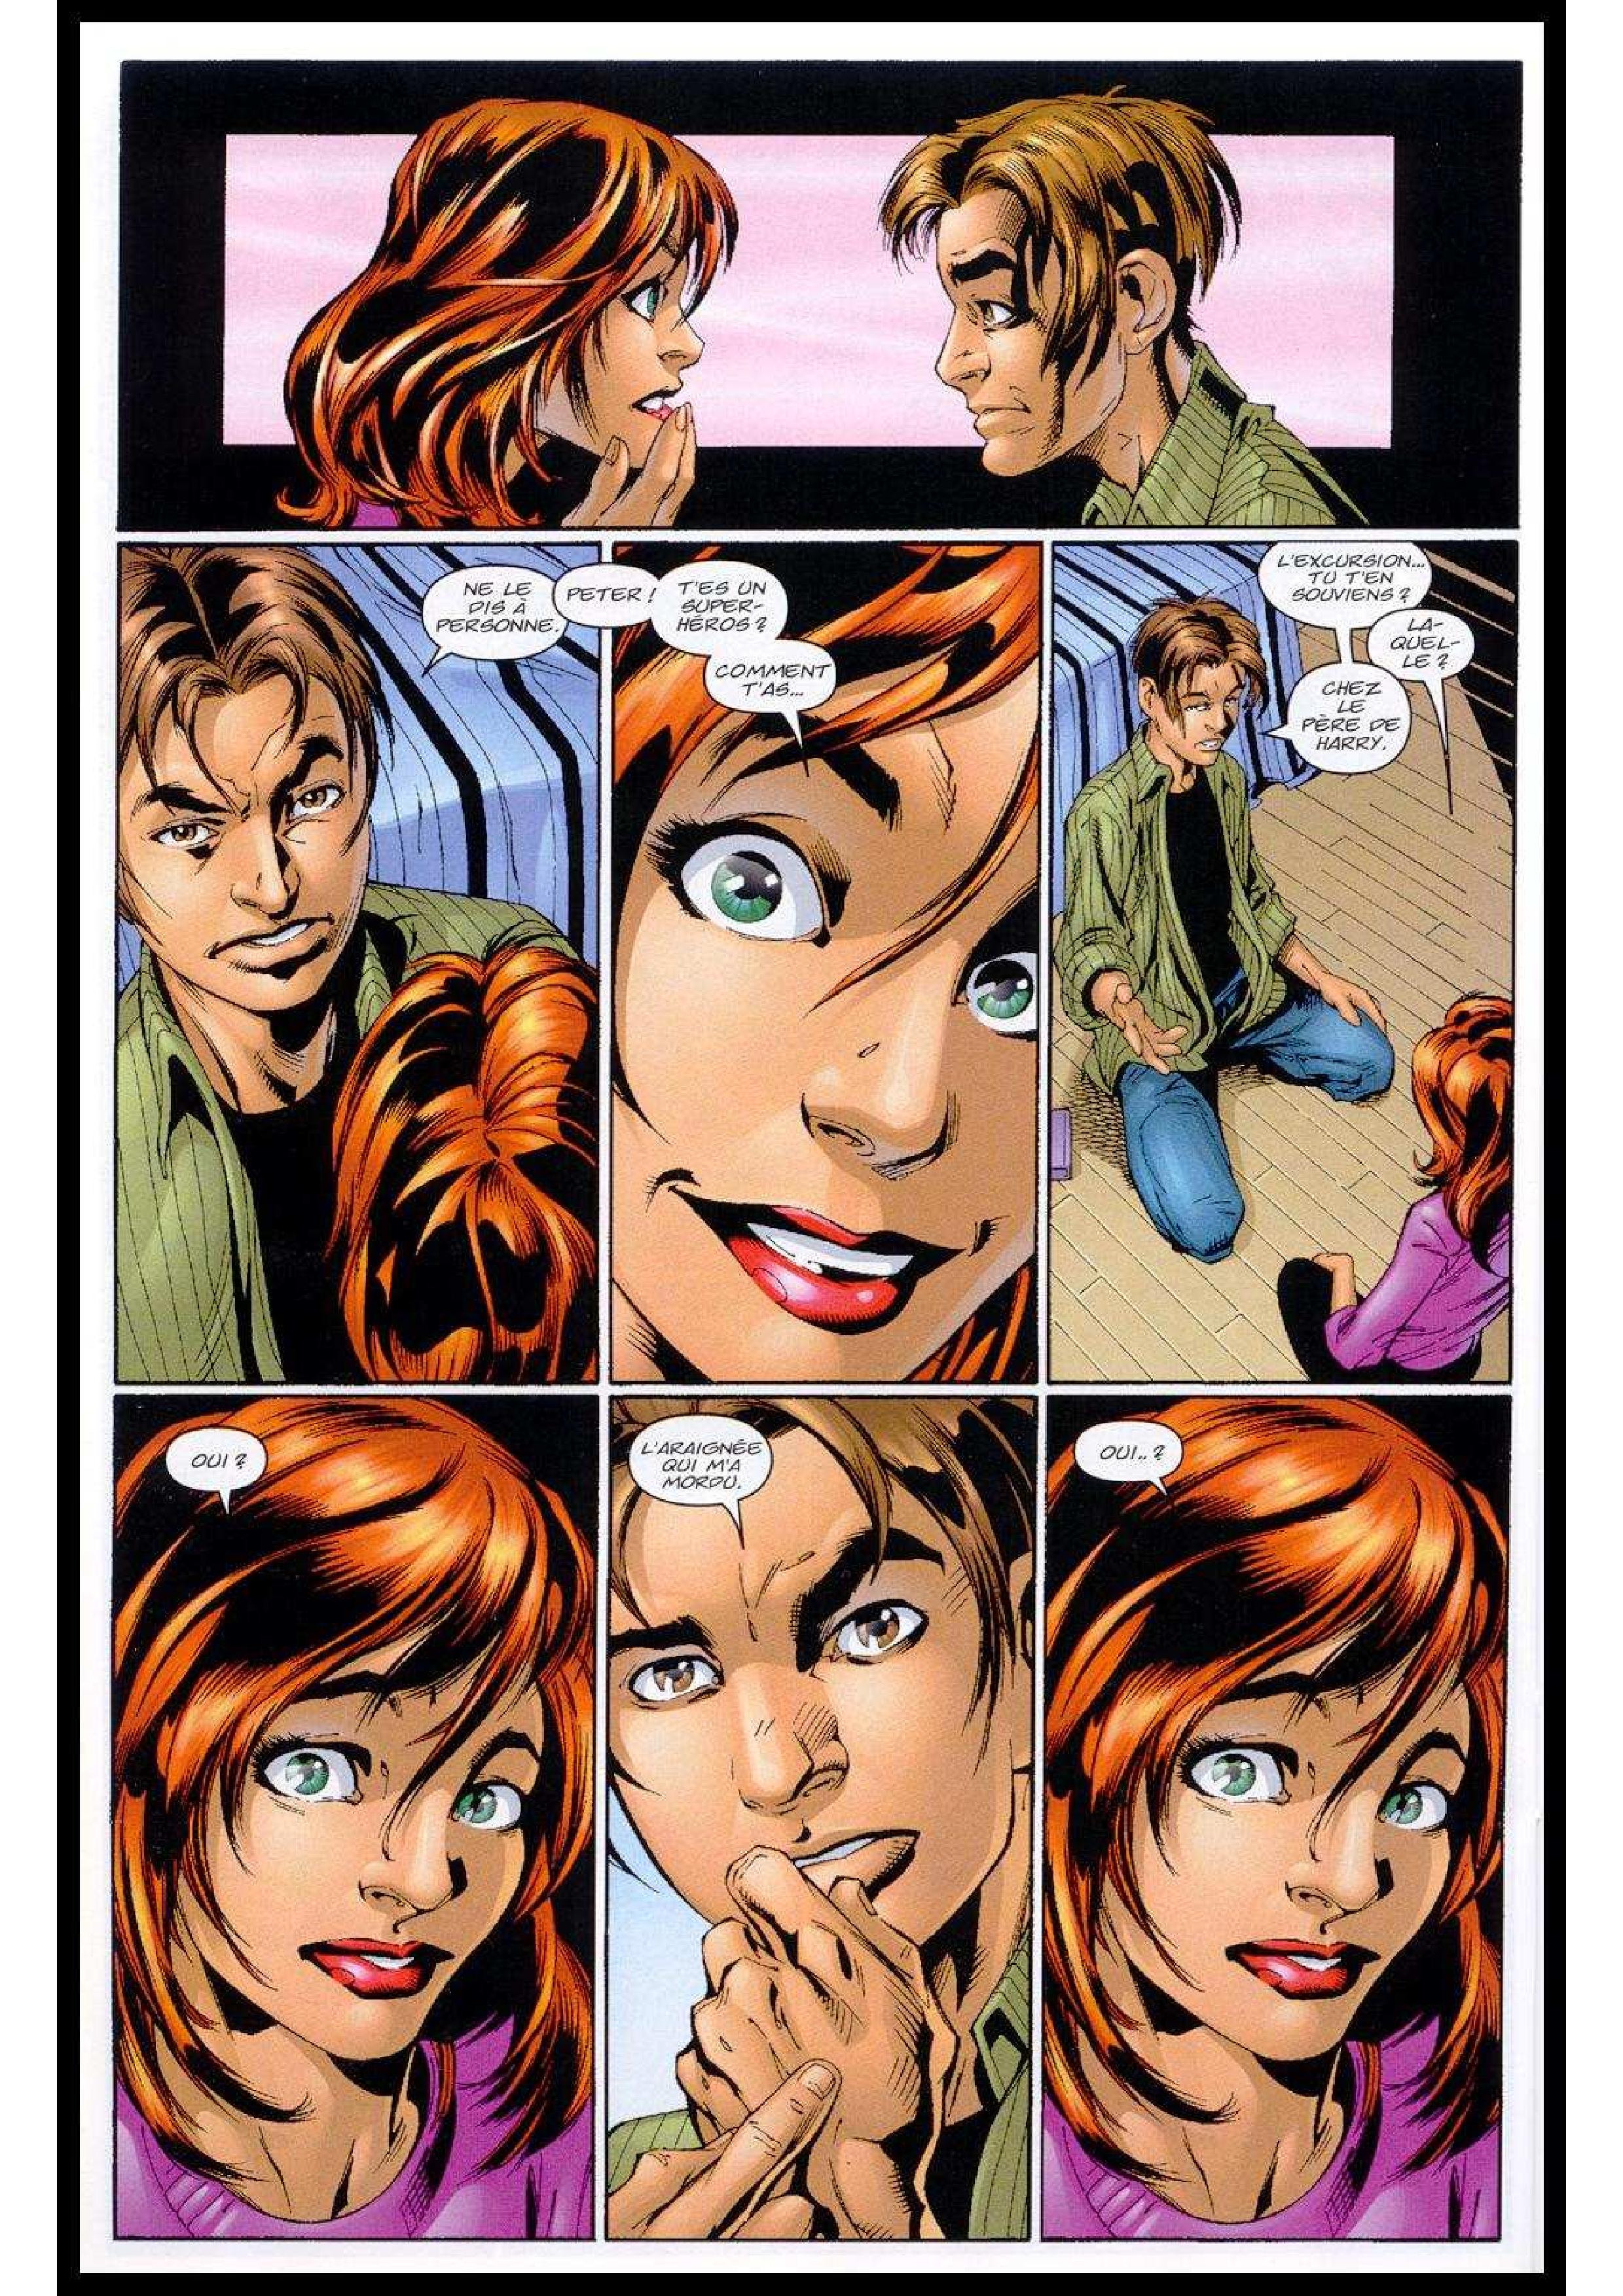 NE LE
DIS À
PERSONNE.
PETER !
T'ES UN
SUPER-
HÉROS ?
COMMENT
T'AS...
L'EXCURSION...
TU T'EN
SOUVIENS ?
LA-
QUEL-
LE ?
CHEZ
LE
PÈRE DE
HARRY.
OUI ?
L'ARAIGNÉE
QUI M'A
MORDU.
OUI.. ?